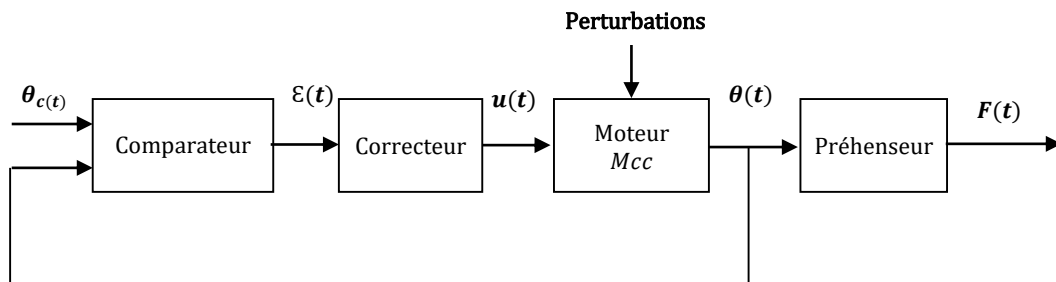 Perturbations
θc(t)
Ɛ(t)
u(t)
θ(t)
F(t)
Comparateur
Correcteur
Moteur
Mcc
Préhenseur